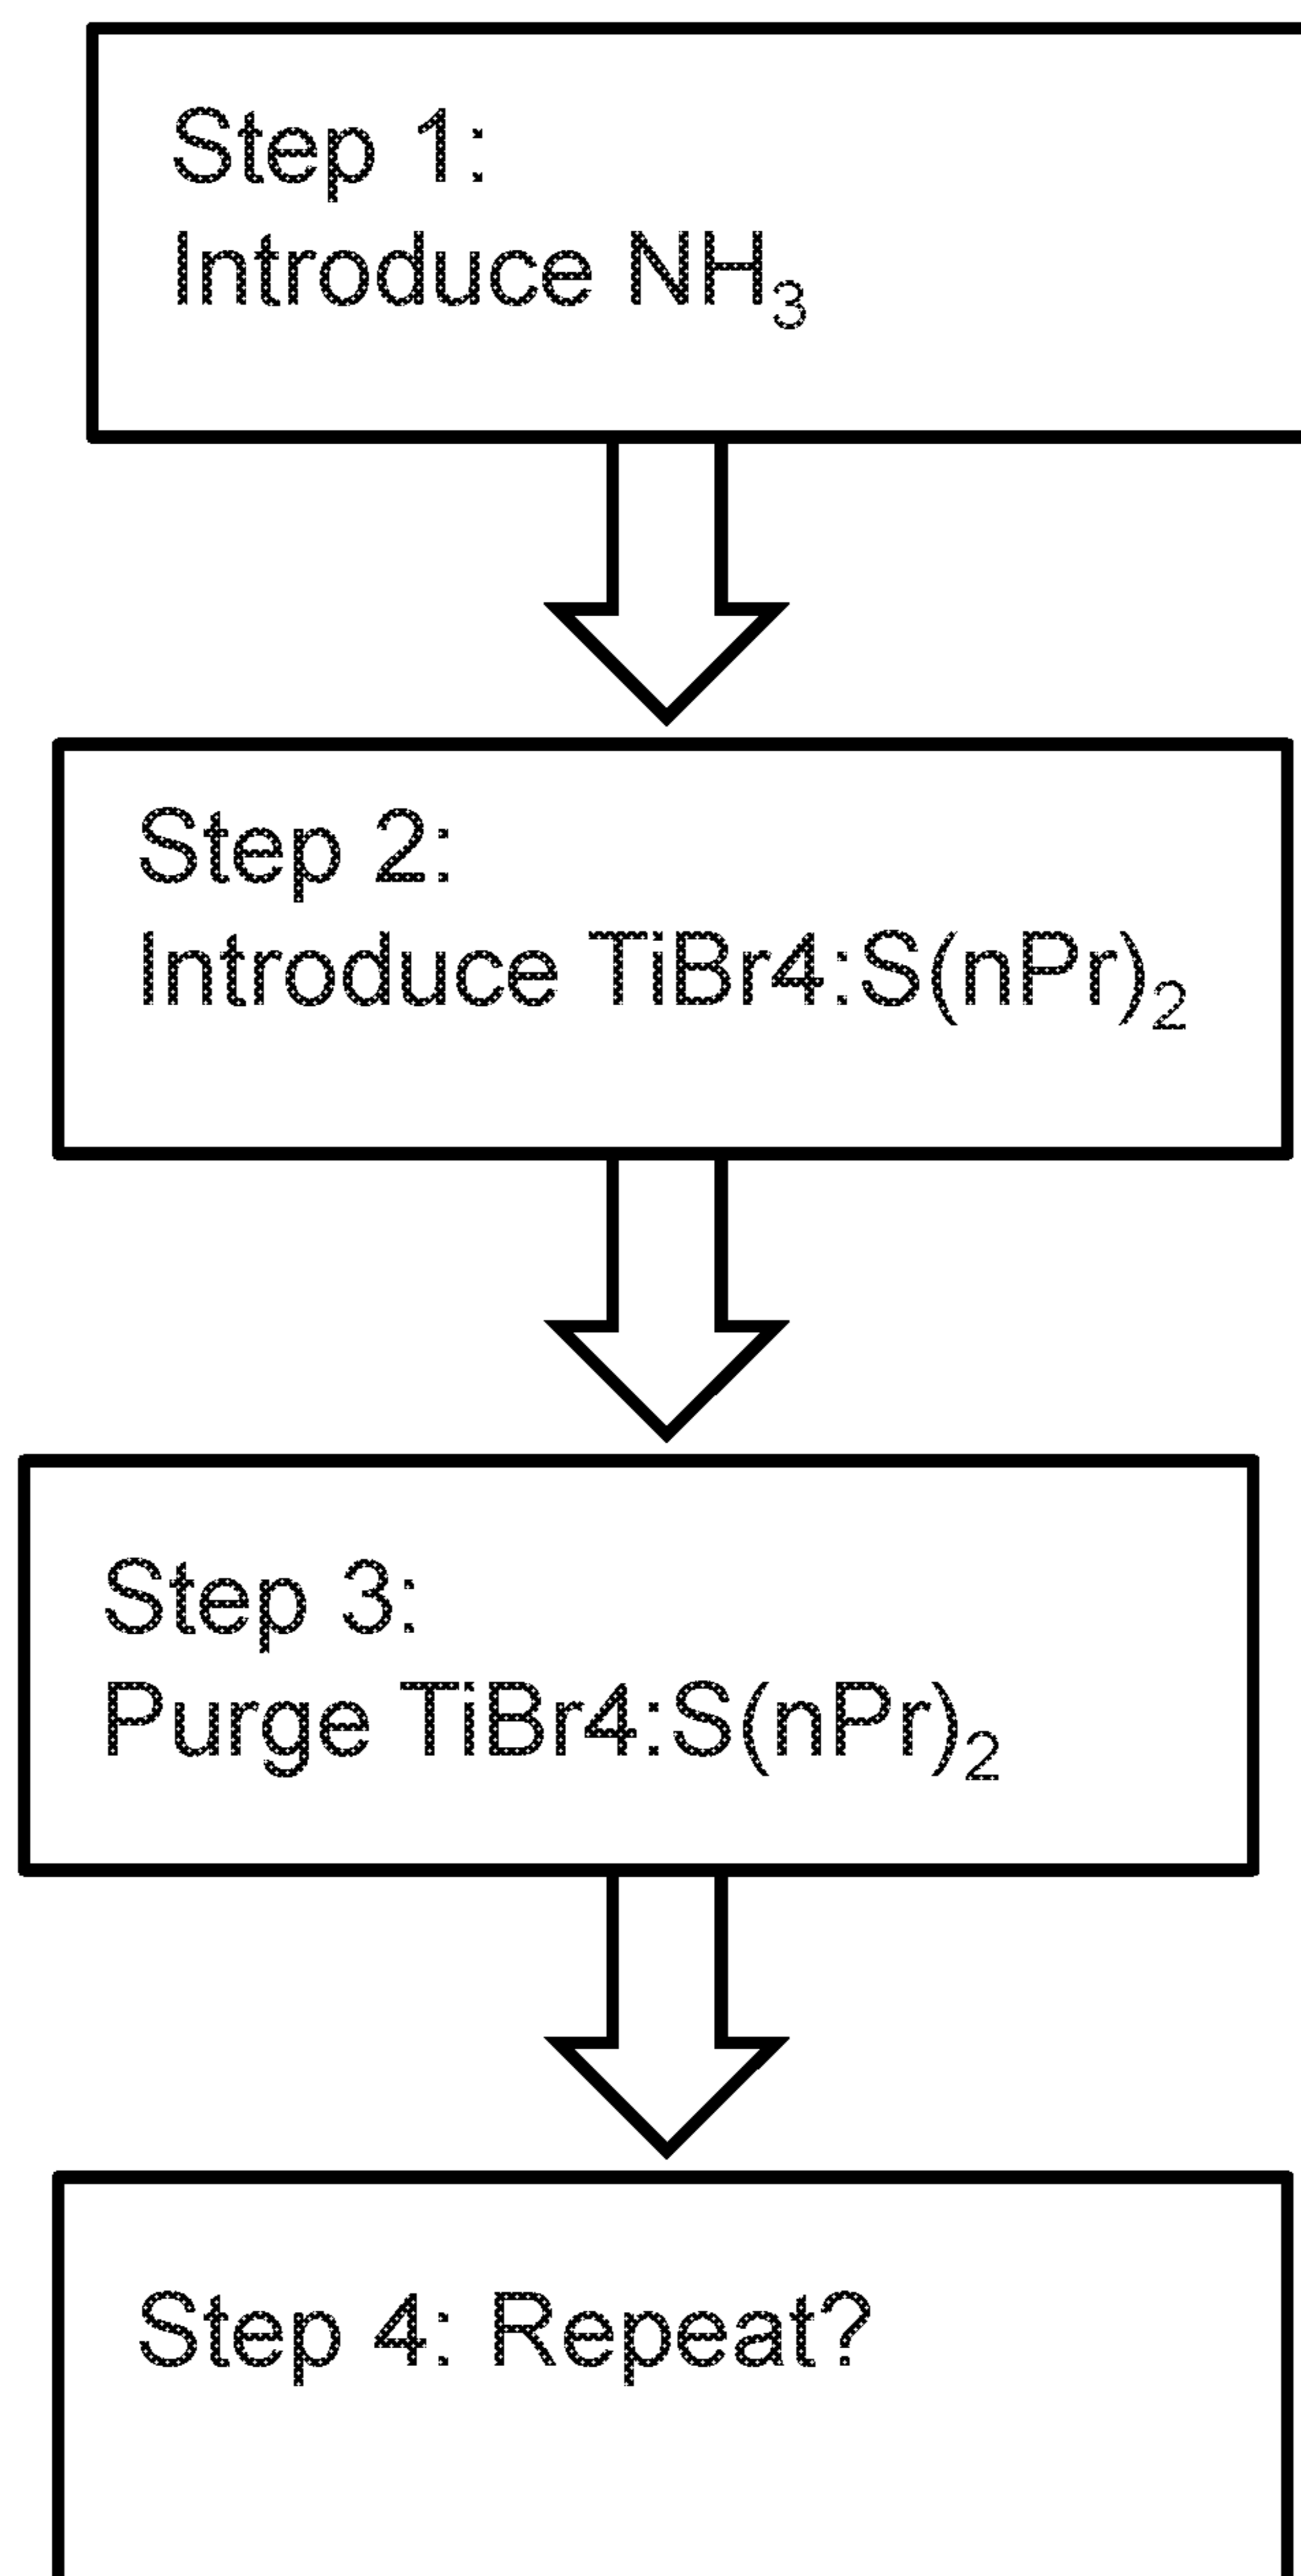 Step 1:
Introduce NH₃
Step 2:
Introduce TiBr4:S(nPr)₂
Step 3:
Purge TiBr4:S(nPr)₂
Step 4: Repeat?